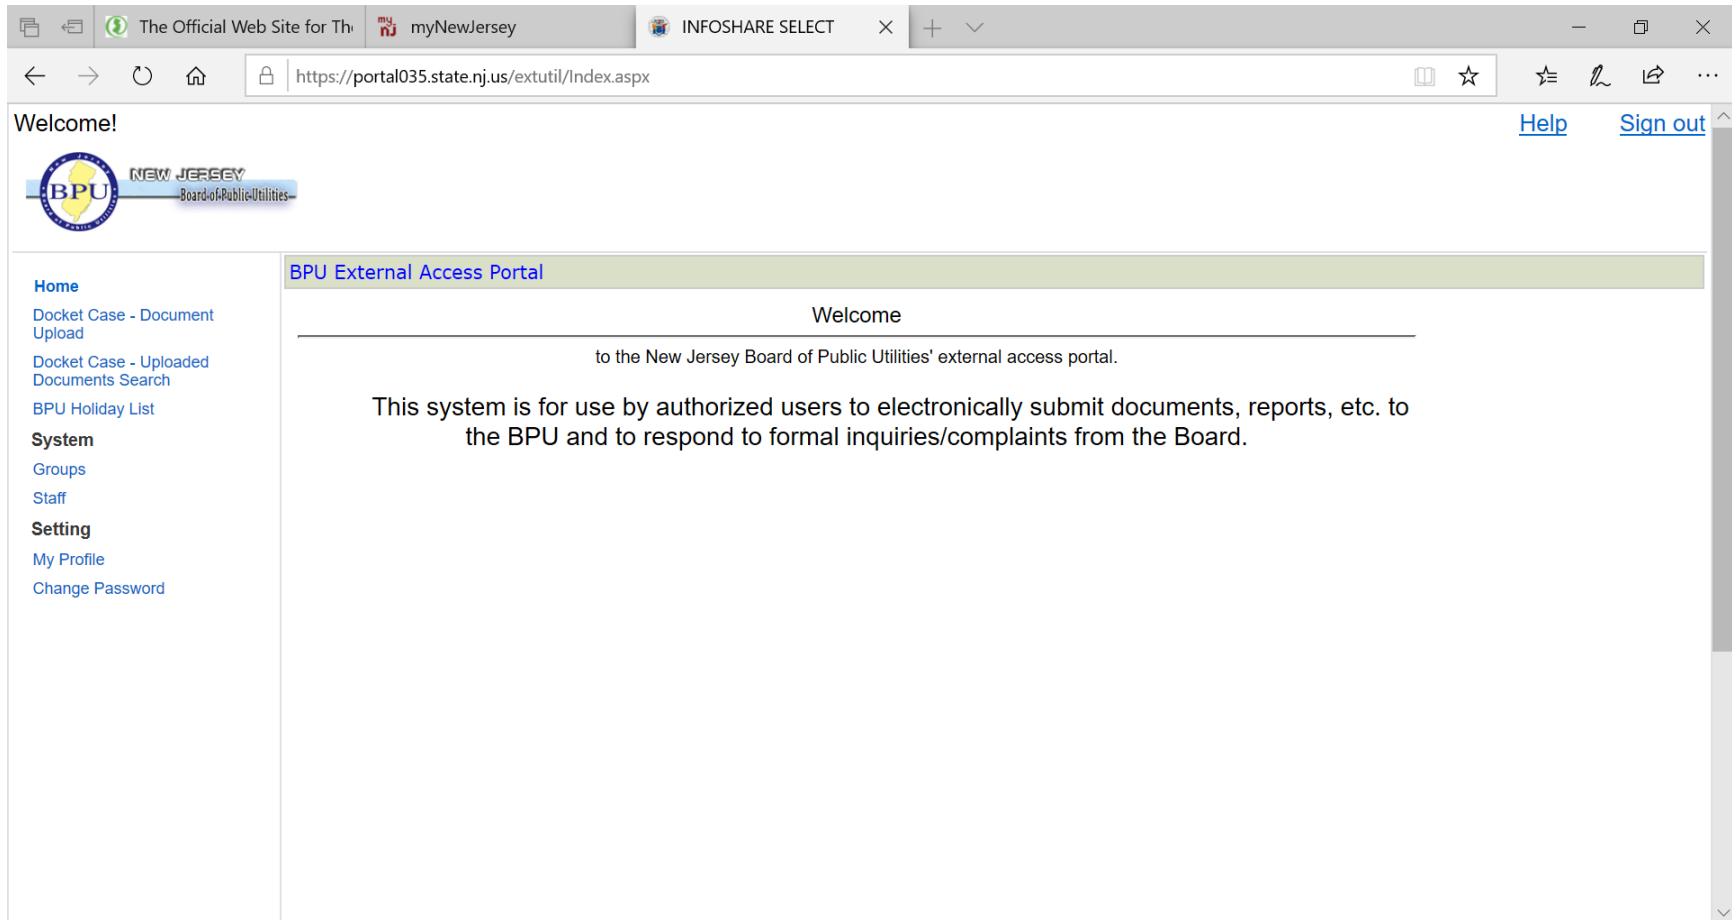 The Official Web Site for Th
myNewJersey
INFOSHARE SELECT
https://portal035.state.nj.us/extutil/Index.aspx
Welcome!
Help
Sign out
BPU
NEW JERSEY
Board of Public Utilities
Home
Docket Case - Document
Upload
Docket Case - Uploaded
Documents Search
BPU Holiday List
System
Groups
Staff
Setting
My Profile
Change Password
BPU External Access Portal
Welcome
to the New Jersey Board of Public Utilities' external access portal.
This system is for use by authorized users to electronically submit documents, reports, etc. to
the BPU and to respond to formal inquiries/complaints from the Board.